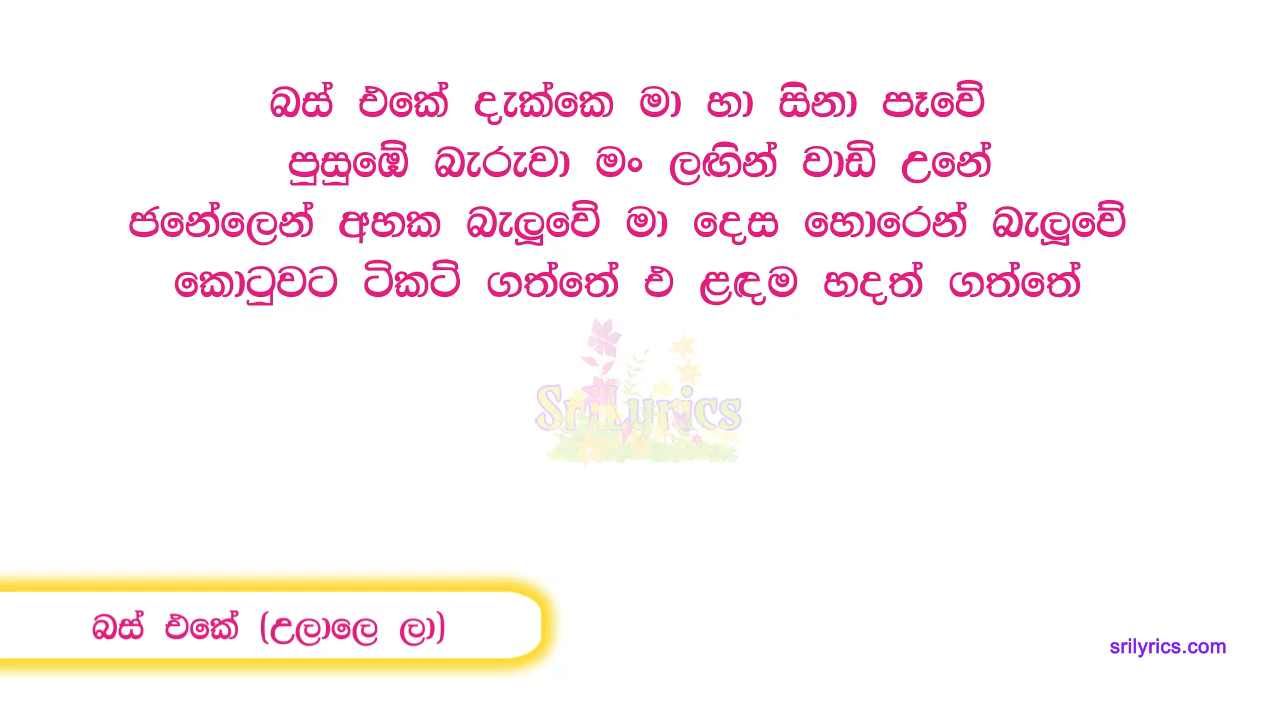 බස් එකේ දැක්කෙ මා හා සිනා පෑවේ
පුසුඹේ බැරුවා මං ලඟින් වාඩි උනේ
ජනේලෙන් අහක බැලූවේ මා දෙස හොරෙන් බැලූවේ
කොටුවට ටිකට් ගත්තේ එ ළඳම හදත් ගත්තේ
SriLyrics
බස් එකේ (උලාලෙ ලා)
srilyrics.com